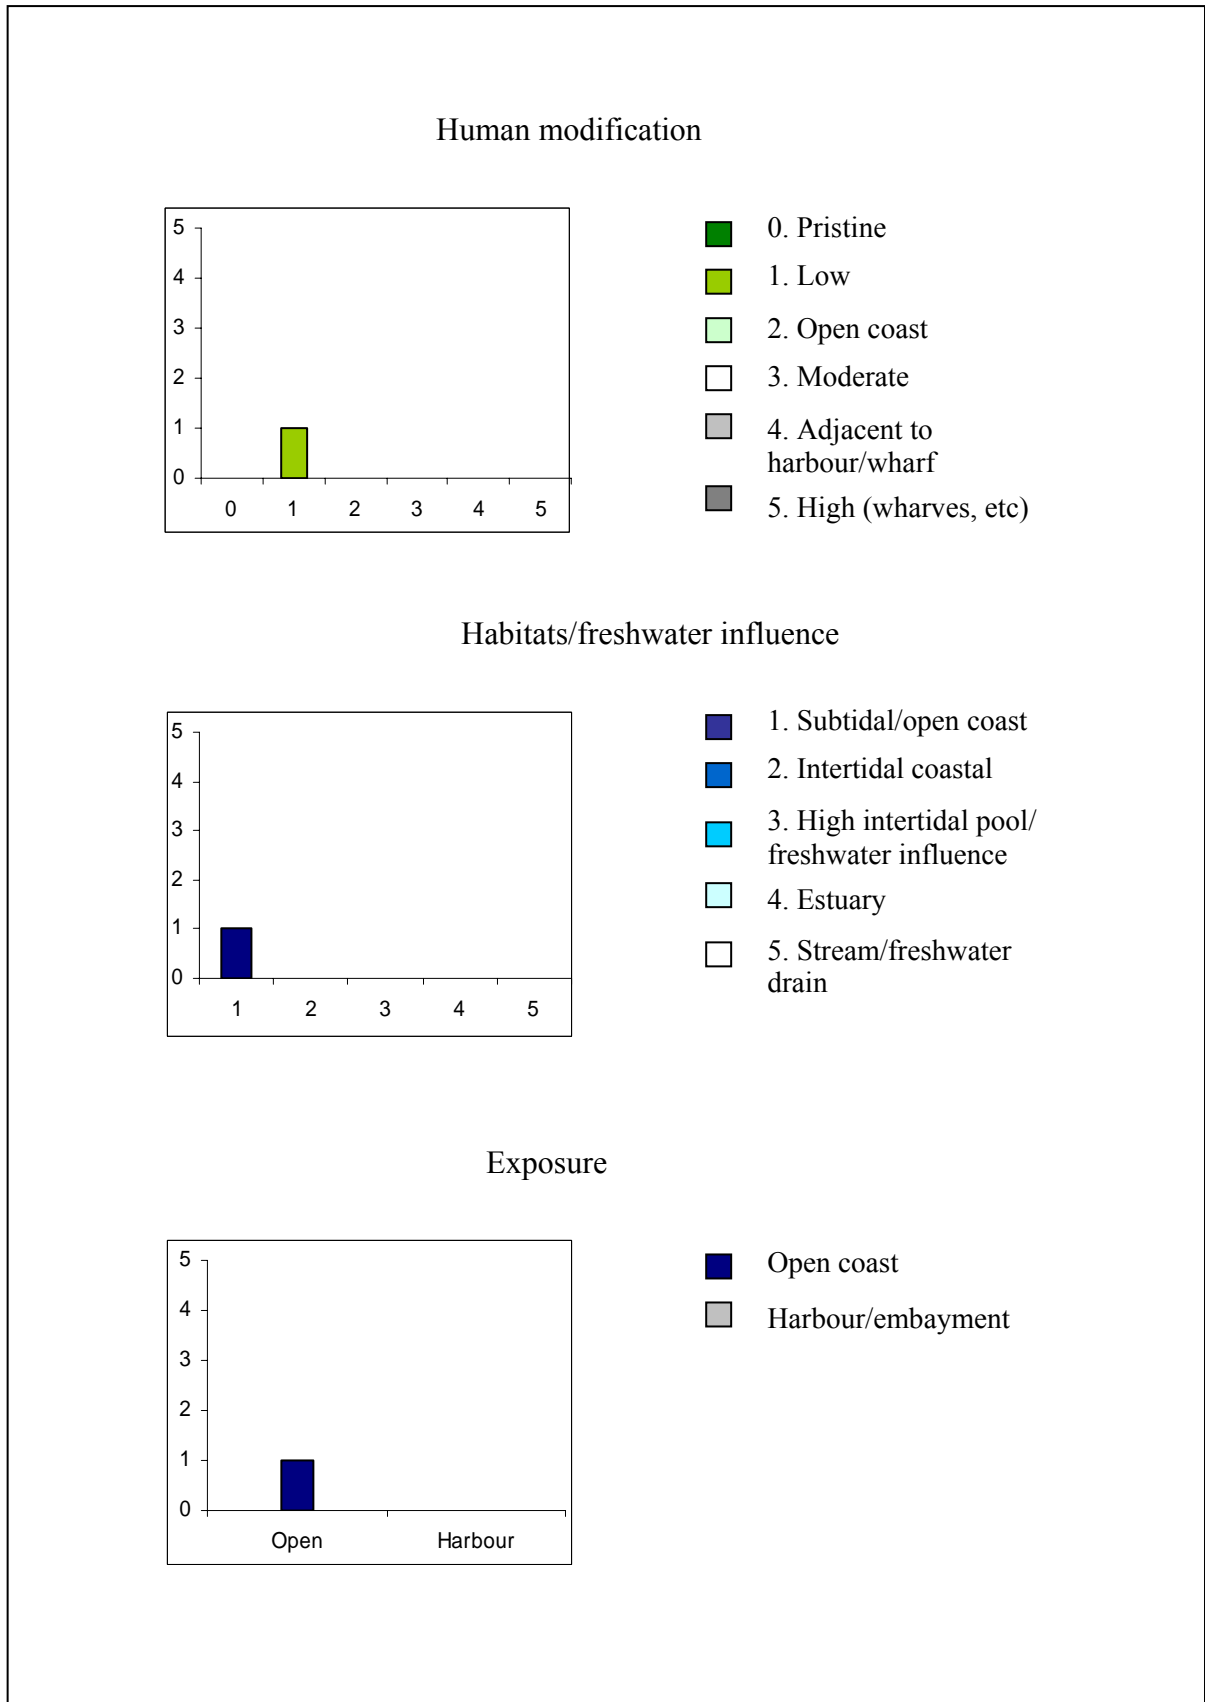 Human modification
5
4
3
2
1
0
0 1 2 3 4 5
0. Pristine
1. Low
2. Open coast
3. Moderate
4. Adjacent to
harbour/wharf
5. High (wharves, etc)
Habitats/freshwater influence
5
4
3
2
1
0
1 2 3 4 5
1. Subtidal/open coast
2. Intertidal coastal
3. High intertidal pool/
freshwater influence
4. Estuary
5. Stream/freshwater
drain
Exposure
5
4
3
2
1
0
Open Harbour
Open coast
Harbour/embayment